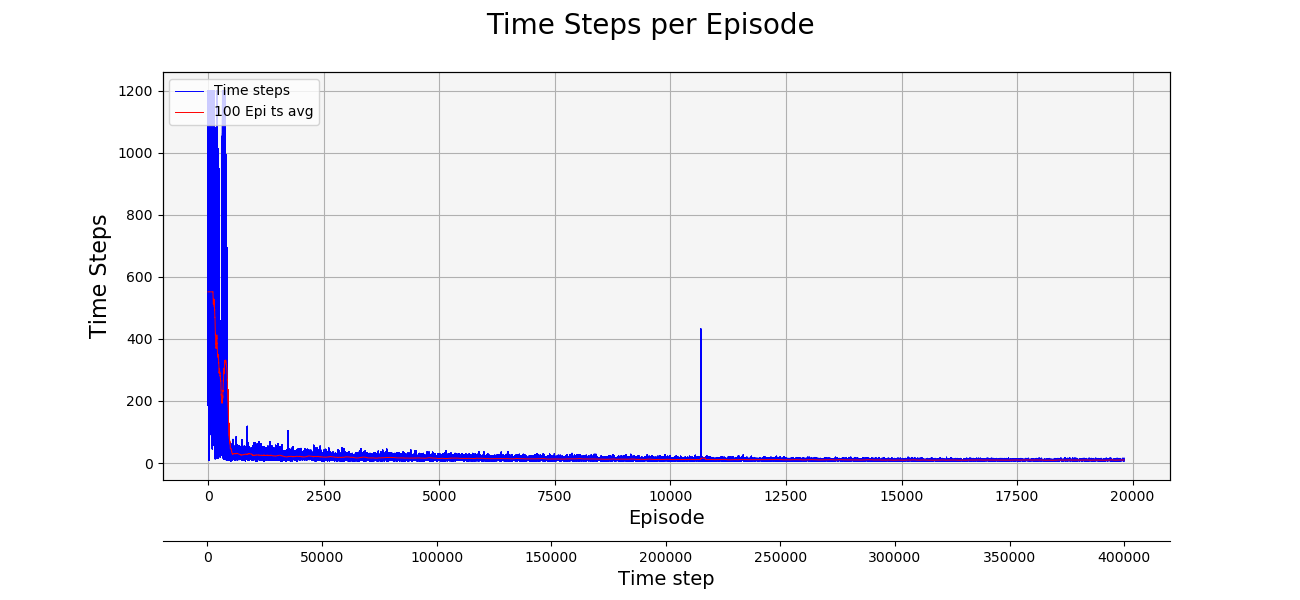 Time Steps per Episode
Time steps
100 Epi ts avg
Time Steps
1200
1000
800
600
400
200
0
0 2500 5000 7500 10000 12500 15000 17500 20000
Episode
0 50000 100000 150000 200000 250000 300000 350000 400000
Time step